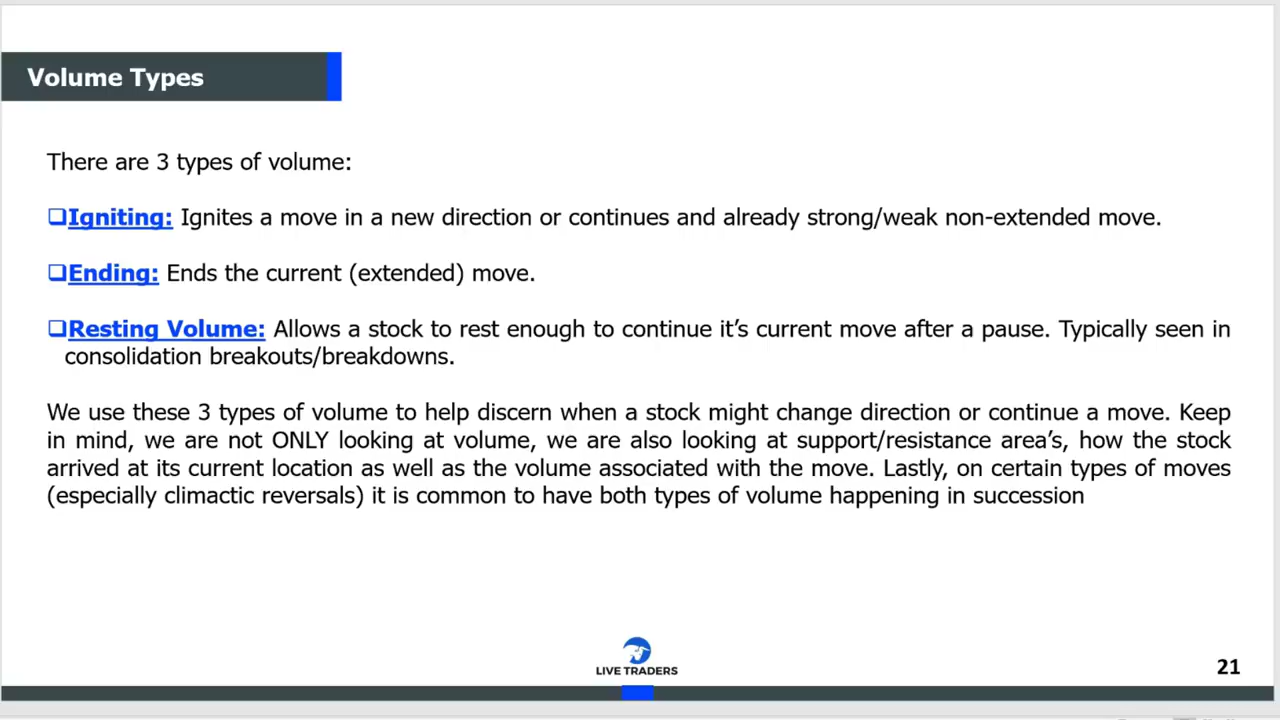 Volume Types
There are 3 types of volume:
❑Igniting: Ignites a move in a new direction or continues and already strong/weak non-extended move.
❑Ending: Ends the current (extended) move.
❑Resting Volume: Allows a stock to rest enough to continue it’s current move after a pause. Typically seen in
consolidation breakouts/breakdowns.
We use these 3 types of volume to help discern when a stock might change direction or continue a move. Keep
in mind, we are not ONLY looking at volume, we are also looking at support/resistance area’s, how the stock
arrived at its current location as well as the volume associated with the move. Lastly, on certain types of moves
(especially climactic reversals) it is common to have both types of volume happening in succession
LIVE TRADERS
21